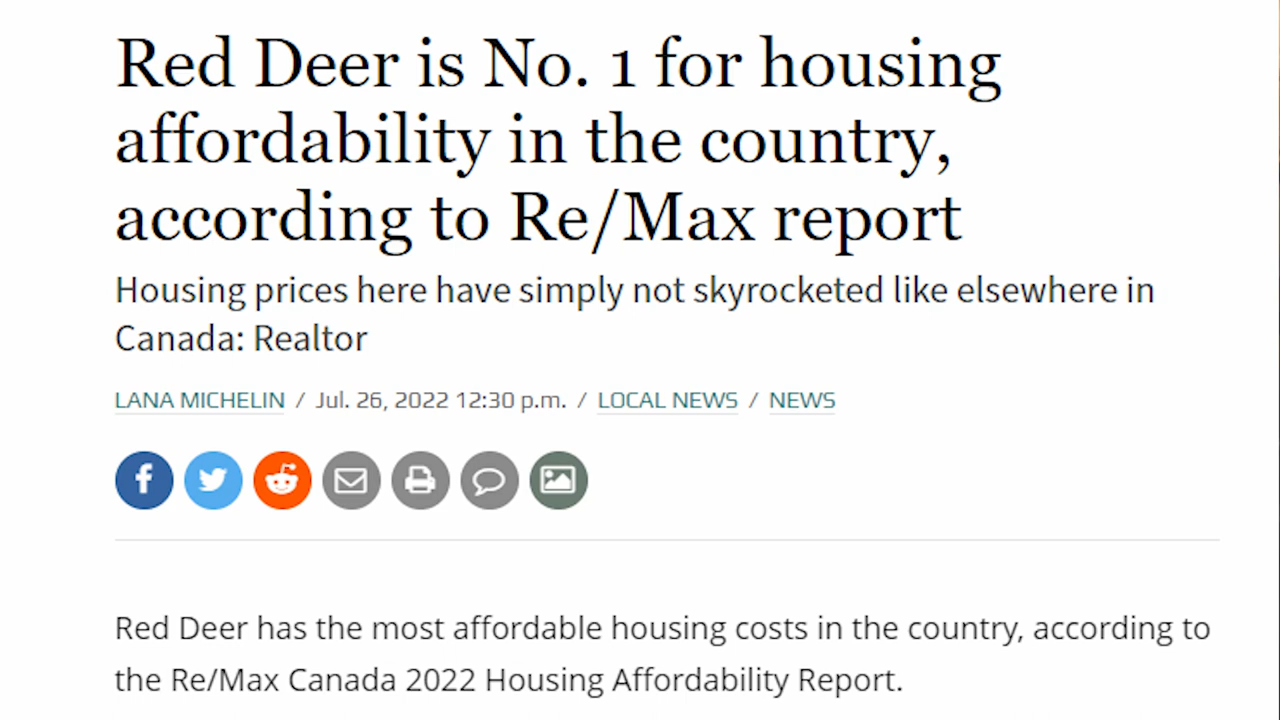 Red Deer is No. 1 for housing
affordability in the country,
according to Re/Max report
Housing prices here have simply not skyrocketed like elsewhere in
Canada: Realtor
LANA MICHELIN / Jul. 26, 2022 12:30 p.m. / LOCAL NEWS / NEWS
Red Deer has the most affordable housing costs in the country, according to
the Re/Max Canada 2022 Housing Affordability Report.